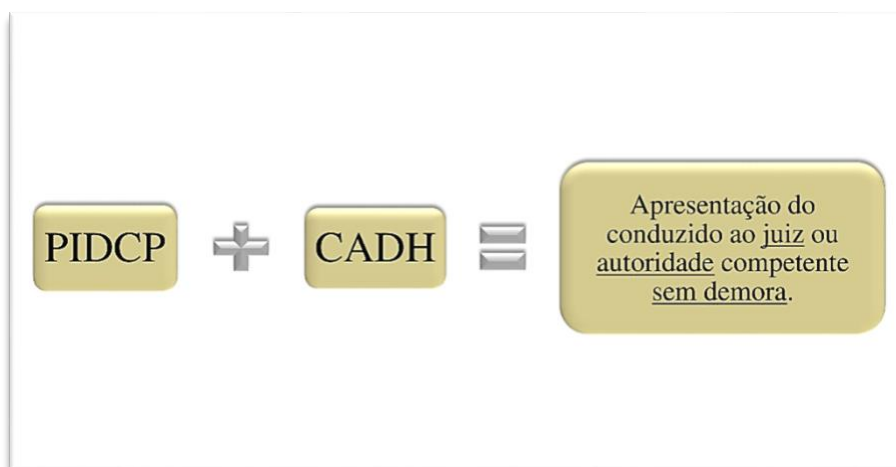 PIDCP
CADH
Apresentação do
conduzido ao juiz ou
autoridade competente
sem demora.